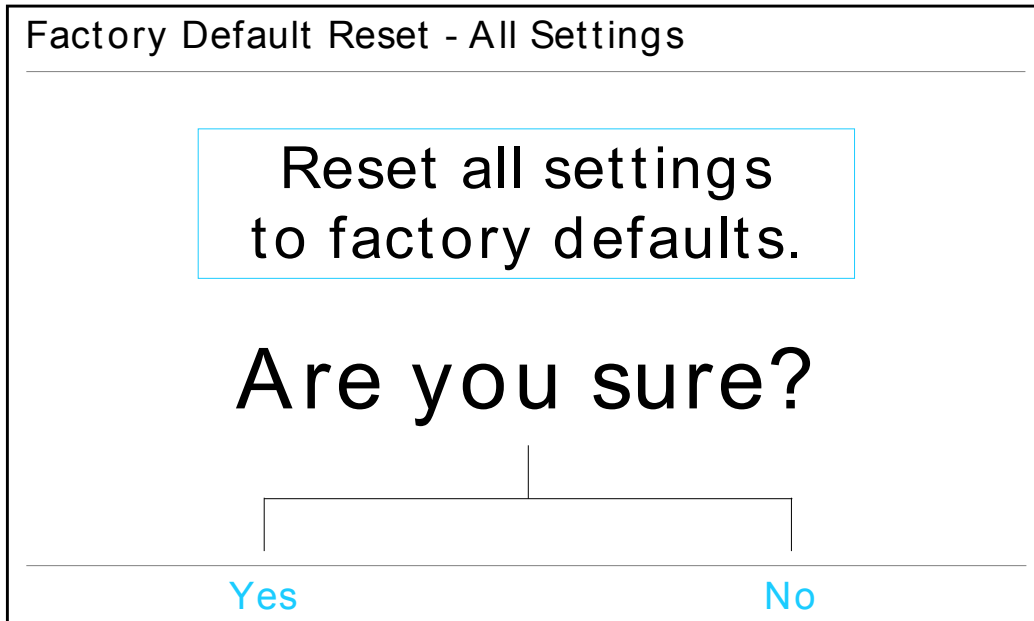 Factory Default Reset - All Settings
Reset all settings
to factory defaults.
Are you sure?
Yes No